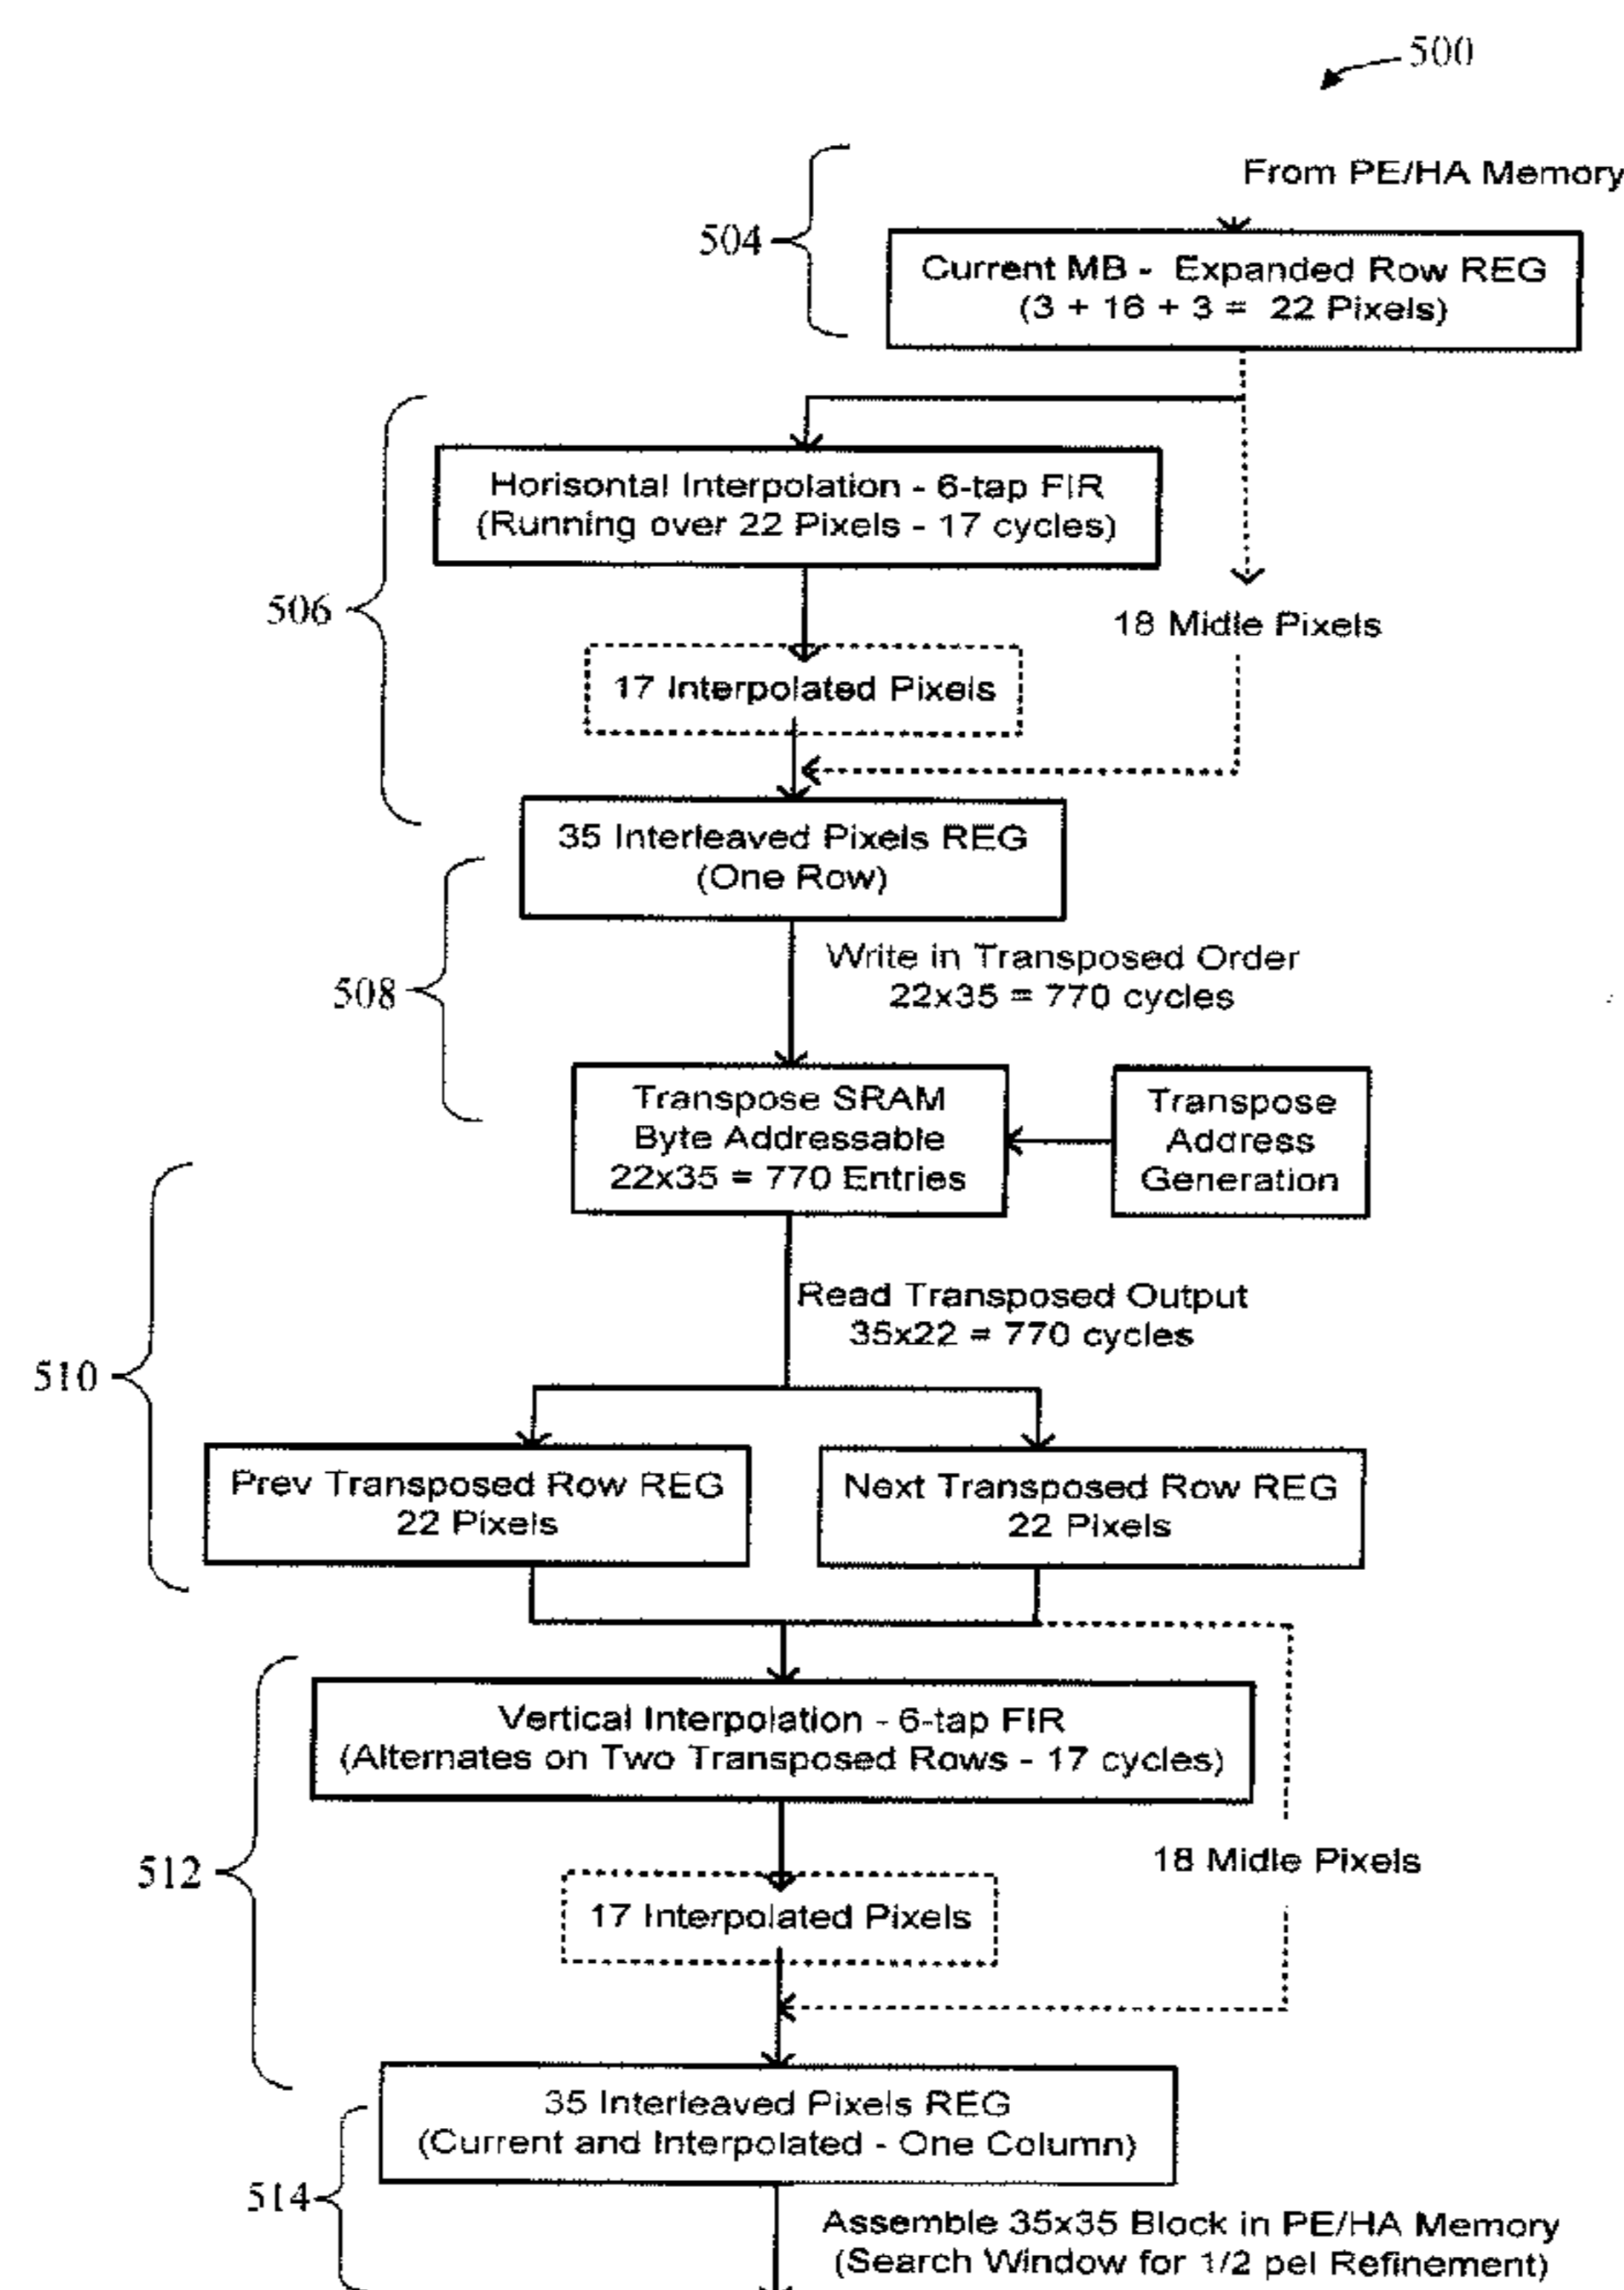 500
From PE/HA Memory
504
Current MB - Expanded Row REG
(3 + 16 + 3 = 22 Pixels)
Horisontal Interpolation - 6-tap FIR
(Running over 22 Pixels - 17 cycles)
506
18 Midle Pixels
17 Interpolated Pixels
35 Interleaved Pixels REG
(One Row)
508
Write in Transposed Order
22x35 = 770 cycles
Transpose SRAM
Byte Addressable
22x35 = 770 Entries
Transpose
Address
Generation
Read Transposed Output
35x22 = 770 cycles
510
Prev Transposed Row REG
22 Pixels
Next Transposed Row REG
22 Pixels
Vertical Interpolation - 6-tap FIR
(Alternates on Two Transposed Rows - 17 cycles)
512
18 Midle Pixels
17 Interpolated Pixels
35 Interleaved Pixels REG
(Current and Interpolated - One Column)
514
Assemble 35x35 Block in PE/HA Memory
(Search Window for 1/2 pel Refinement)